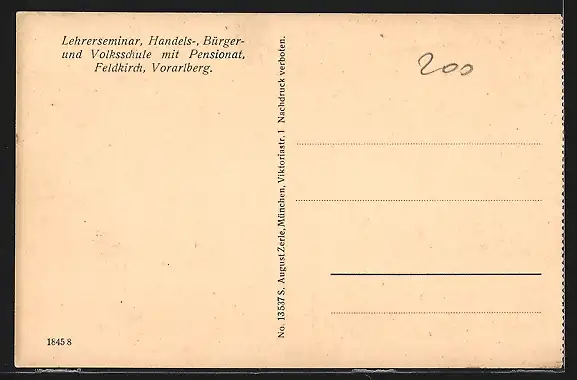 Lehrerseminar, Handels-, Bürger-
und Volksschule mit Pensionat,
Feldkirch, Vorarlberg.
200
No. 13537 S. August Zerle, München, Viktoriastr. 1 Nachdruck verboten.
1845 8